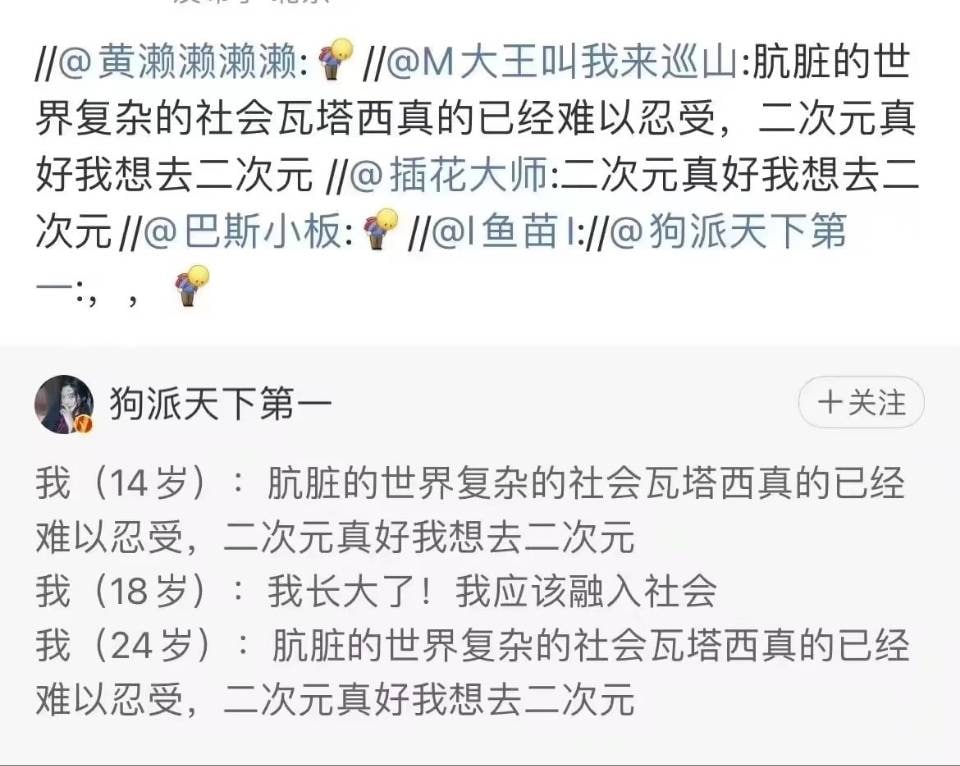 //@黄濑濑濑濑: //@M大王叫我来巡山:肮脏的世
界复杂的社会瓦塔西真的已经难以忍受，二次元真
好我想去二次元 //@插花大师:二次元真好我想去二
次元//@巴斯小板: //@I鱼苗I://@狗派天下第
一:，，
狗派天下第一
+关注
我（14岁）：肮脏的世界复杂的社会瓦塔西真的已经
难以忍受，二次元真好我想去二次元
我（18岁）：我长大了！我应该融入社会
我（24岁）：肮脏的世界复杂的社会瓦塔西真的已经
难以忍受，二次元真好我想去二次元